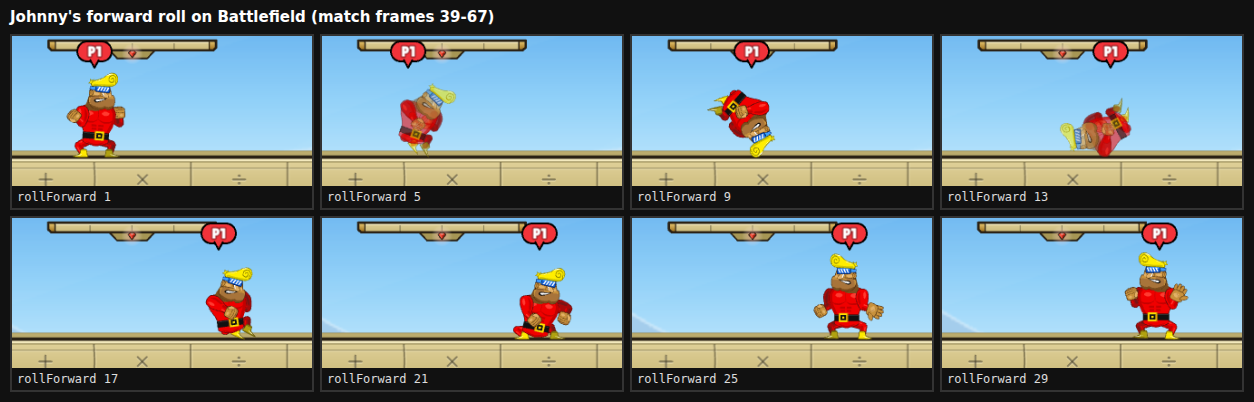 Johnny's forward roll on Battlefield (match frames 39-67)
P1 P1 P1 P1
+ × ÷ + × ÷ + × ÷ + × ÷
rollForward 1 rollForward 5 rollForward 9 rollForward 13
P1 P1 P1 P1
+ × ÷ + × ÷ + × ÷ + × ÷
rollForward 17 rollForward 21 rollForward 25 rollForward 29